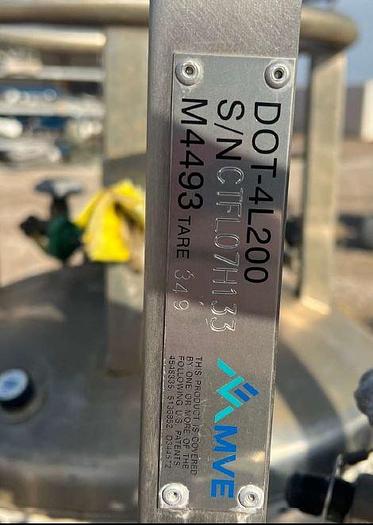 DOT-4L200
S/N CTFL07H133
M4493 TARE 349
MVE
THIS PRODUCT IS COVERED
BY ONE OR MORE OF THE
FOLLOWING U.S. PATENTS